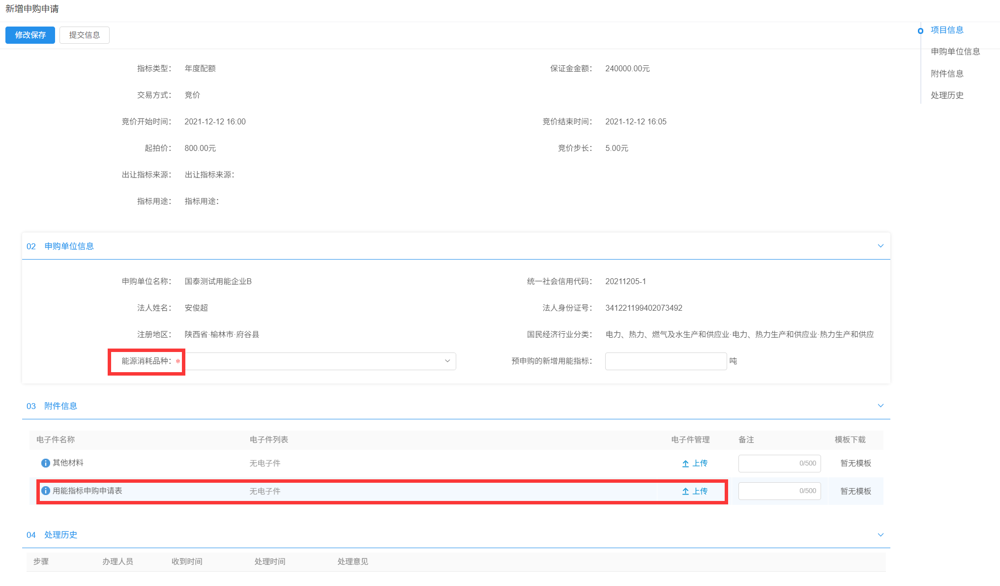 新增申购申请
修改保存 提交信息
项目信息
申购单位信息
附件信息
处理历史
指标类型： 年度配额 保证金金额： 240000.00元
交易方式： 竞价
竞价开始时间： 2021-12-12 16:00 竞价结束时间： 2021-12-12 16:05
起拍价： 800.00元 竞价步长： 5.00元
出让指标来源： 出让指标来源：
指标用途： 指标用途：
02 申购单位信息
申购单位名称： 国泰测试用能企业B 统一社会信用代码： 20211205-1
法人姓名： 安俊超 法人身份证号： 341221199402073492
注册地区： 陕西省·榆林市·府谷县 国民经济行业分类： 电力、热力、燃气及水生产和供应业·电力、热力生产和供应业·热力生产和供应
能源消耗品种：* 预申购的新增用能指标： 吨
03 附件信息
电子件名称 电子件列表 电子件管理 备注 模板下载
其他材料 无电子件 上传 0/500 暂无模板
用能指标申购申请表 无电子件 上传 0/500 暂无模板
04 处理历史
步骤 办理人员 收到时间 处理时间 处理意见